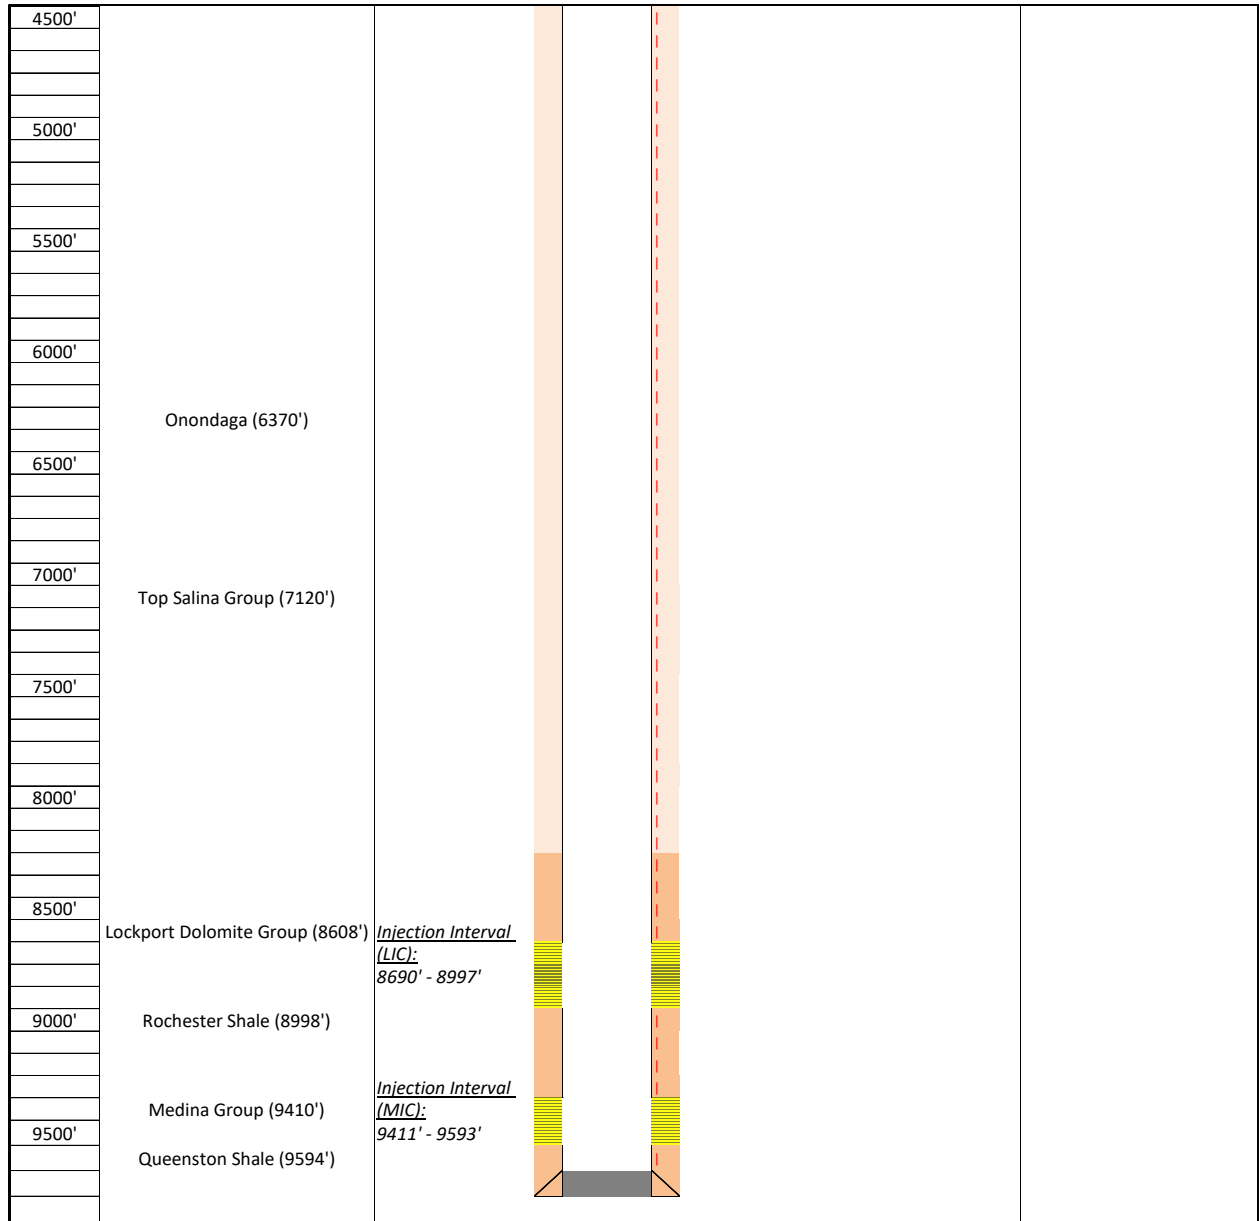 4500'
5000'
5500'
6000'
Onondaga (6370')
6500'
7000'
Top Salina Group (7120')
7500'
8000'
8500'
Lockport Dolomite Group (8608')
Injection Interval
(LIC):
8690' - 8997'
9000'
Rochester Shale (8998')
Injection Interval
(MIC):
9411' - 9593'
Medina Group (9410')
9500'
Queenston Shale (9594')